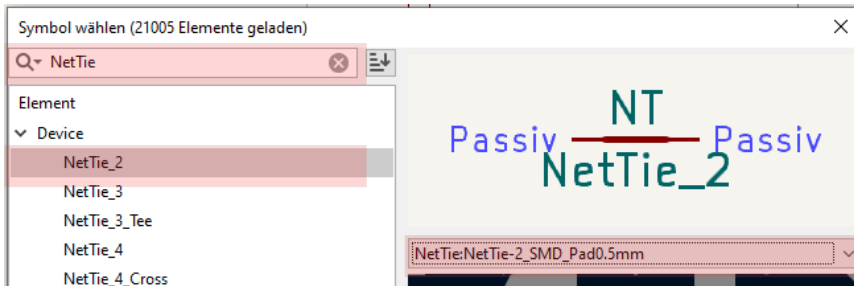 Symbol wählen (21005 Elemente geladen)
NetTie
Element
Device
NetTie_2
NetTie_3
NetTie_3_Tee
NetTie_4
NetTie_4_Cross
NT
Passiv Passiv
NetTie_2
NetTie:NetTie-2_SMD_Pad0.5mm